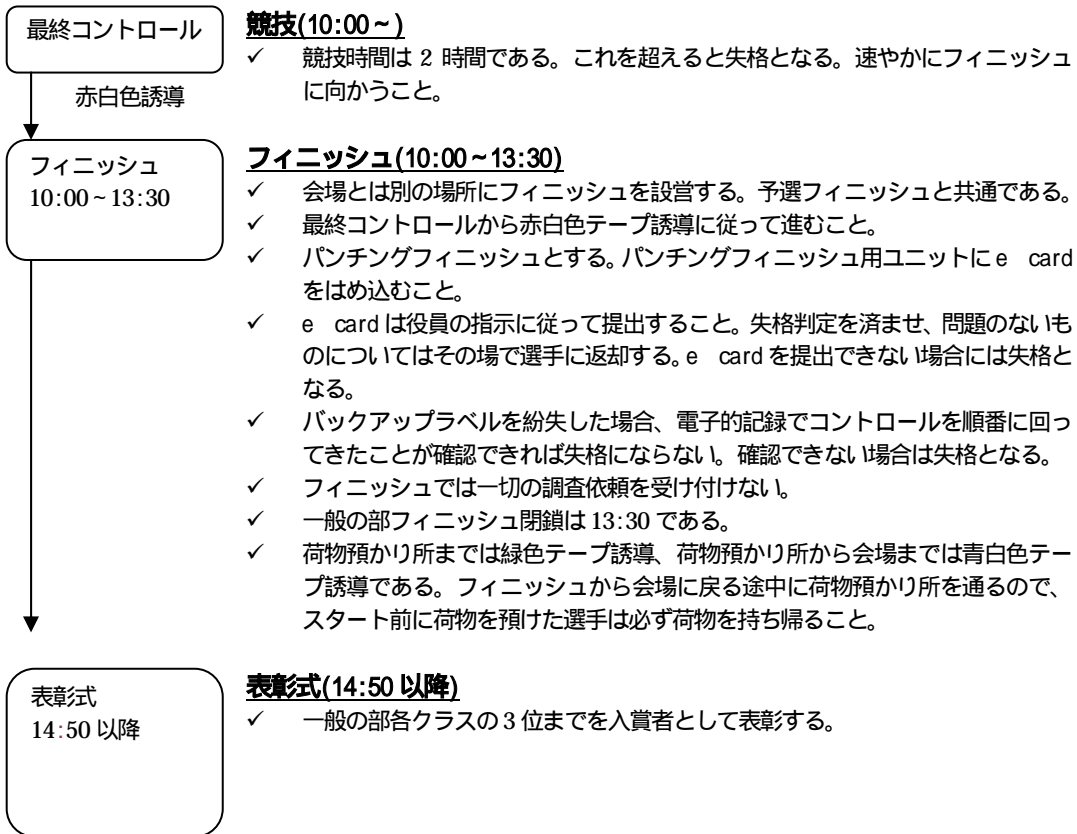 最終コントロール
赤白色誘導
競技(10:00~)
✓ 競技時間は 2 時間である。これを超えると失格となる。速やかにフィニッシュ
に向かうこと。
フィニッシュ
10:00~13:30
フィニッシュ(10:00~13:30)
✓ 会場とは別の場所にフィニッシュを設営する。予選フィニッシュと共通である。
✓ 最終コントロールから赤白色テープ誘導に従って進むこと。
✓ パンチングフィニッシュとする。パンチングフィニッシュ用ユニットに e card
をはめ込むこと。
✓ e card は役員の指示に従って提出すること。失格判定を済ませ、問題のないも
のについてはその場で選手に返却する。e card を提出できない場合には失格と
なる。
✓ バックアップラベルを紛失した場合、電子的記録でコントロールを順番に回っ
てきたことが確認できれば失格にならない。確認できない場合は失格となる。
✓ フィニッシュでは一切の調査依頼を受け付けない。
✓ 一般の部フィニッシュ閉鎖は 13:30 である。
✓ 荷物預かり所までは緑色テープ誘導、荷物預かり所から会場までは青白色テー
プ誘導である。フィニッシュから会場に戻る途中に荷物預かり所を通るので、
スタート前に荷物を預けた選手は必ず荷物を持ち帰ること。
表彰式
14:50 以降
表彰式(14:50 以降)
✓ 一般の部各クラスの 3 位までを入賞者として表彰する。